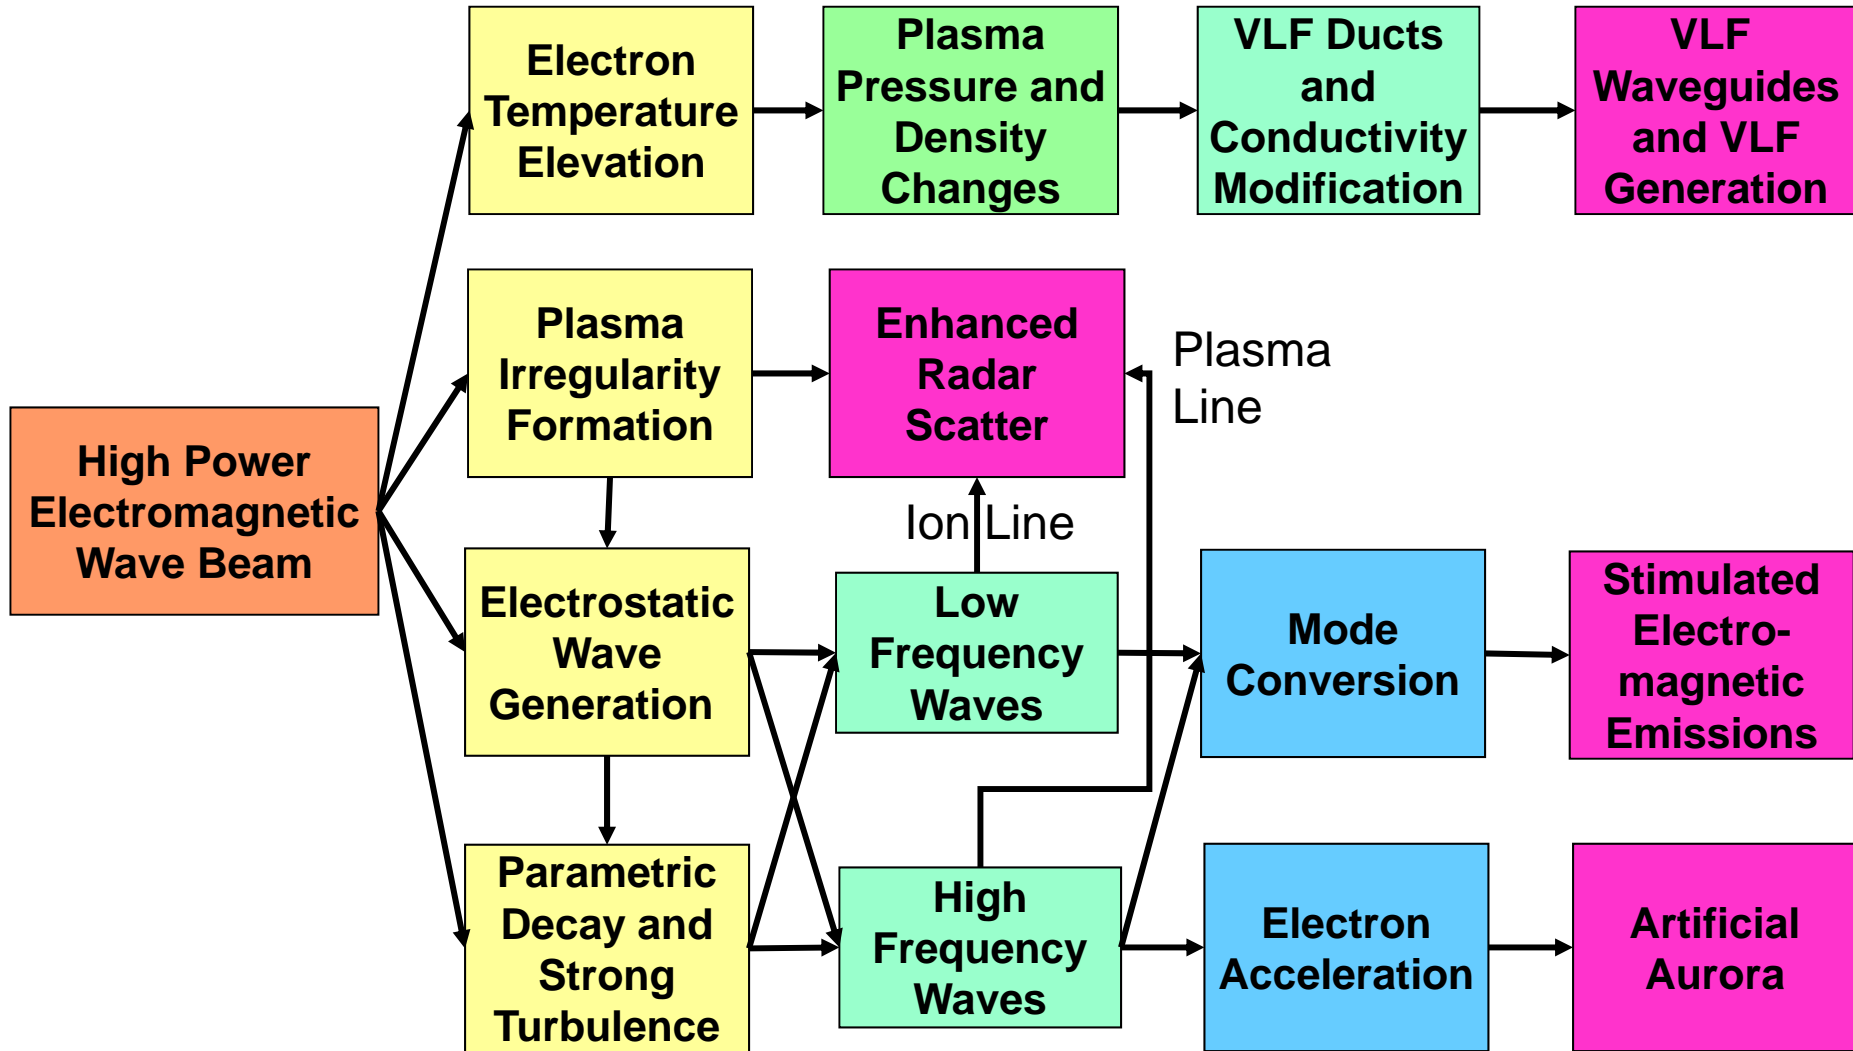 Electron
Temperature
Elevation
Plasma
Pressure and
Density
Changes
VLF Ducts
and
Conductivity
Modification
VLF
Waveguides
and VLF
Generation
Plasma
Irregularity
Formation
Enhanced
Radar
Scatter
Plasma
Line
High Power
Electromagnetic
Wave Beam
Ion Line
Electrostatic
Wave
Generation
Low
Frequency
Waves
Mode
Conversion
Stimulated
Electro-
magnetic
Emissions
Parametric
Decay and
Strong
Turbulence
High
Frequency
Waves
Electron
Acceleration
Artificial
Aurora